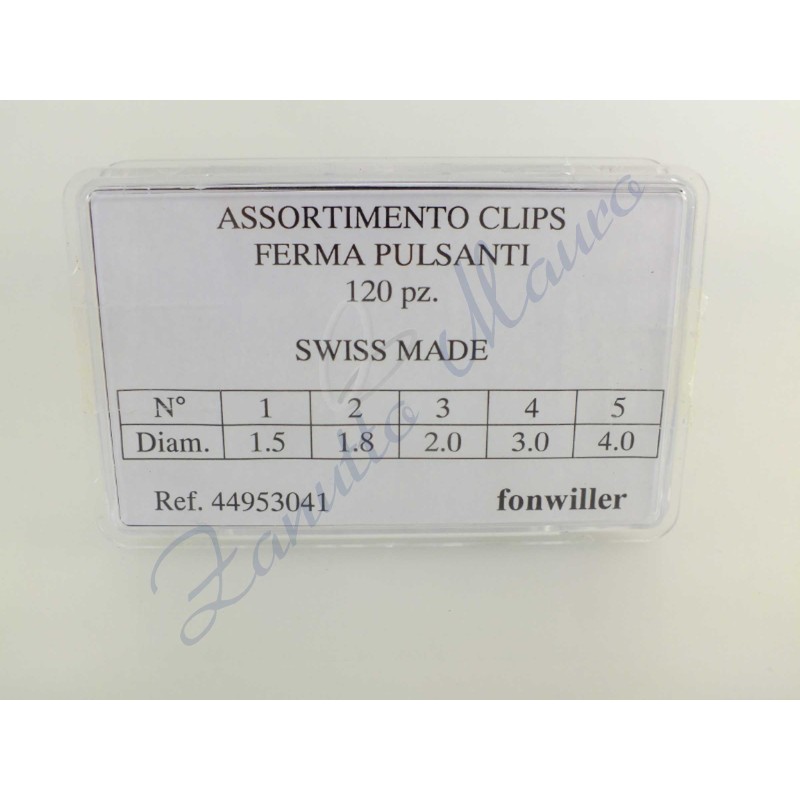 ASSORTIMENTO CLIPS
FERMA PULSANTI
120 pz.
SWISS MADE
N° 1 2 3 4 5
Diam. 1.5 1.8 2.0 3.0 4.0
Ref. 44953041 fonwiller
Zanutto Mauro